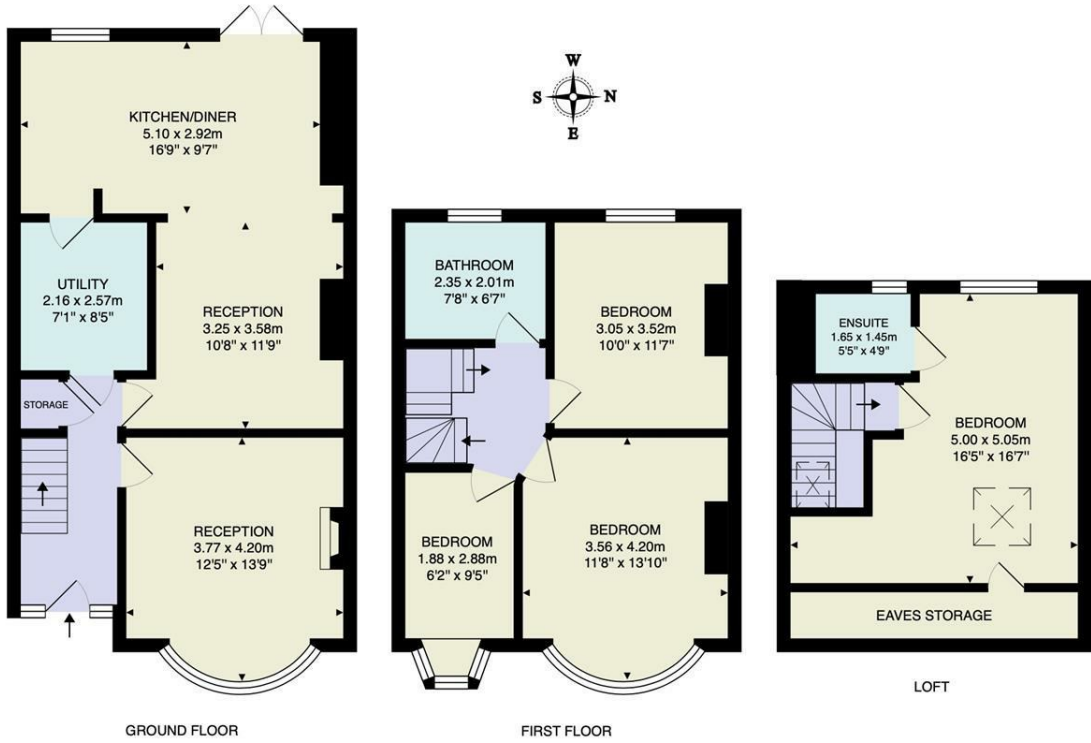 KITCHEN/DINER
5.10 x 2.92m
16'9" x 9'7"
UTILITY
2.16 x 2.57m
7'1" x 8'5"
RECEPTION
3.25 x 3.58m
10'8" x 11'9"
STORAGE
RECEPTION
3.77 x 4.20m
12'5" x 13'9"
GROUND FLOOR
W
S
N
E
BATHROOM
2.35 x 2.01m
7'8" x 6'7"
BEDROOM
3.05 x 3.52m
10'0" x 11'7"
BEDROOM
1.88 x 2.88m
6'2" x 9'5"
BEDROOM
3.56 x 4.20m
11'8" x 13'10"
FIRST FLOOR
ENSUITE
1.65 x 1.45m
5'5" x 4'9"
BEDROOM
5.00 x 5.05m
16'5" x 16'7"
EAVES STORAGE
LOFT